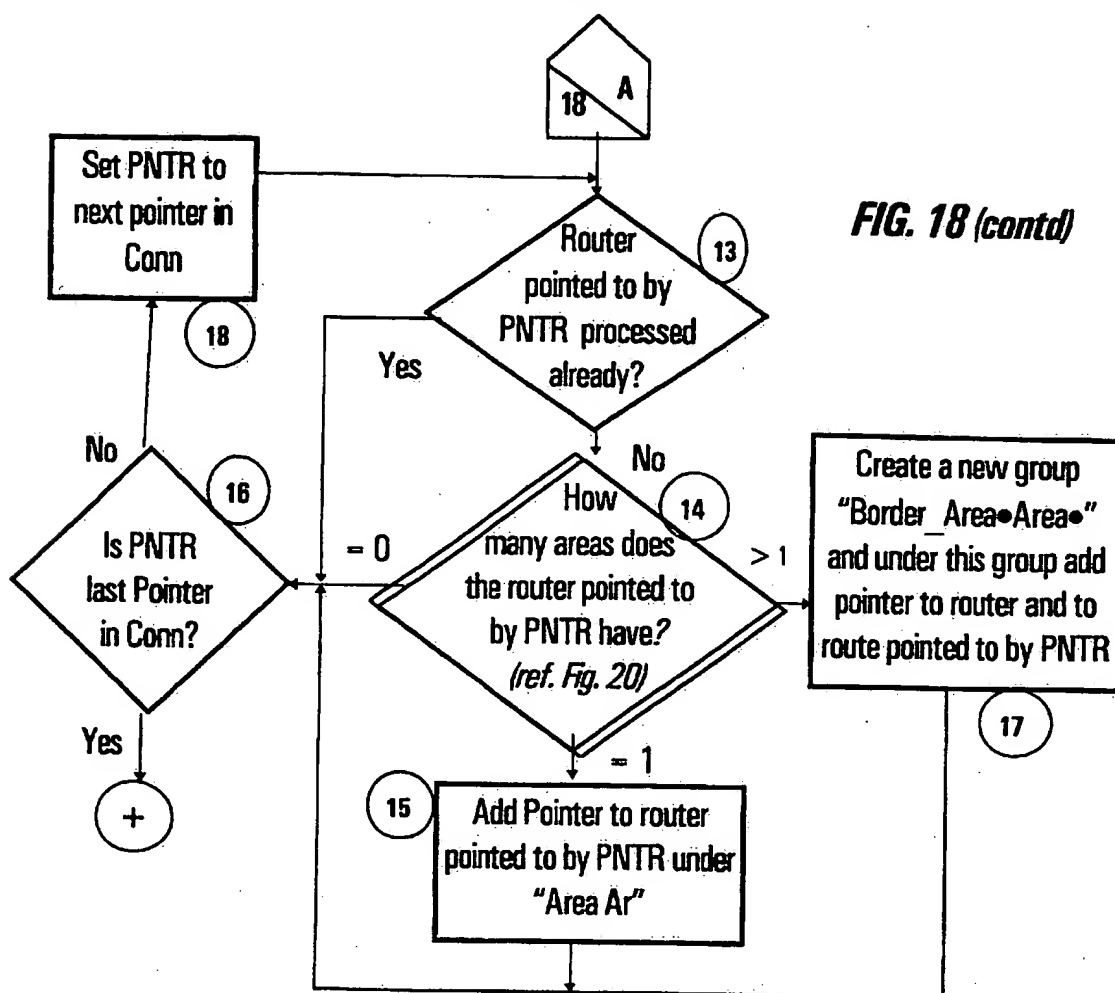 18 A
FIG. 18 (contd)
Set PNTR to
next pointer in
Conn
18
Router
pointed to by
PNTR processed
already?
13
Yes
No
No
Is PNTR
last Pointer
in Conn?
16
Yes
+
= 0
How
many areas does
the router pointed to
by PNTR have?
(ref. Fig. 20)
14
> 1
= 1
Create a new group
"Border_Area•Area•"
and under this group add
pointer to router and to
route pointed to by PNTR
17
15
Add Pointer to router
pointed to by PNTR under
"Area Ar"